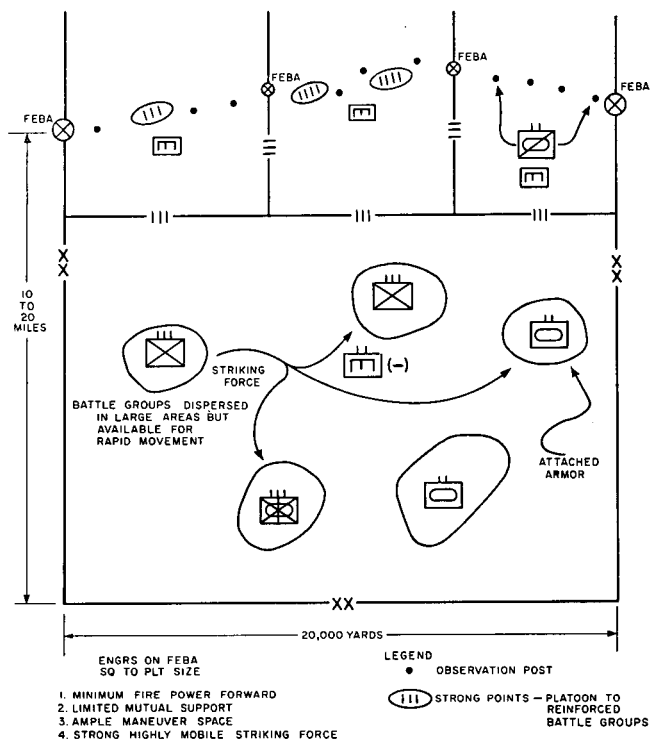 FEBA
FEBA
FEBA
FEBA
10
TO
20
MILES
STRIKING
FORCE
(-)
BATTLE GROUPS DISPERSED
IN LARGE AREAS BUT
AVAILABLE FOR
RAPID MOVEMENT
ATTACHED
ARMOR
XX
XX
XX
20,000 YARDS
ENGRS ON FEBA
SQ TO PLT SIZE
1. MINIMUM FIRE POWER FORWARD
2. LIMITED MUTUAL SUPPORT
3. AMPLE MANEUVER SPACE
4. STRONG HIGHLY MOBILE STRIKING FORCE
LEGEND
OBSERVATION POST
STRONG POINTS — PLATOON TO
REINFORCED
BATTLE GROUPS